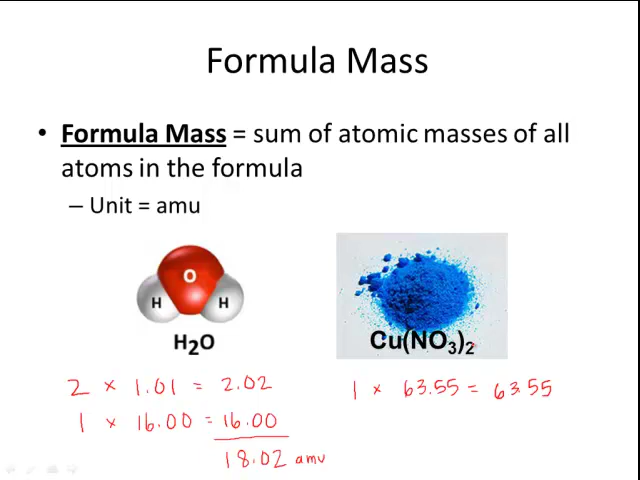 Formula Mass
• Formula Mass = sum of atomic masses of all
atoms in the formula
– Unit = amu
O
H H
H₂O
Cu(NO₃)₂
2 × 1.01 = 2.02
1 × 16.00 = 16.00
18.02 amu
1 × 63.55 = 63.55